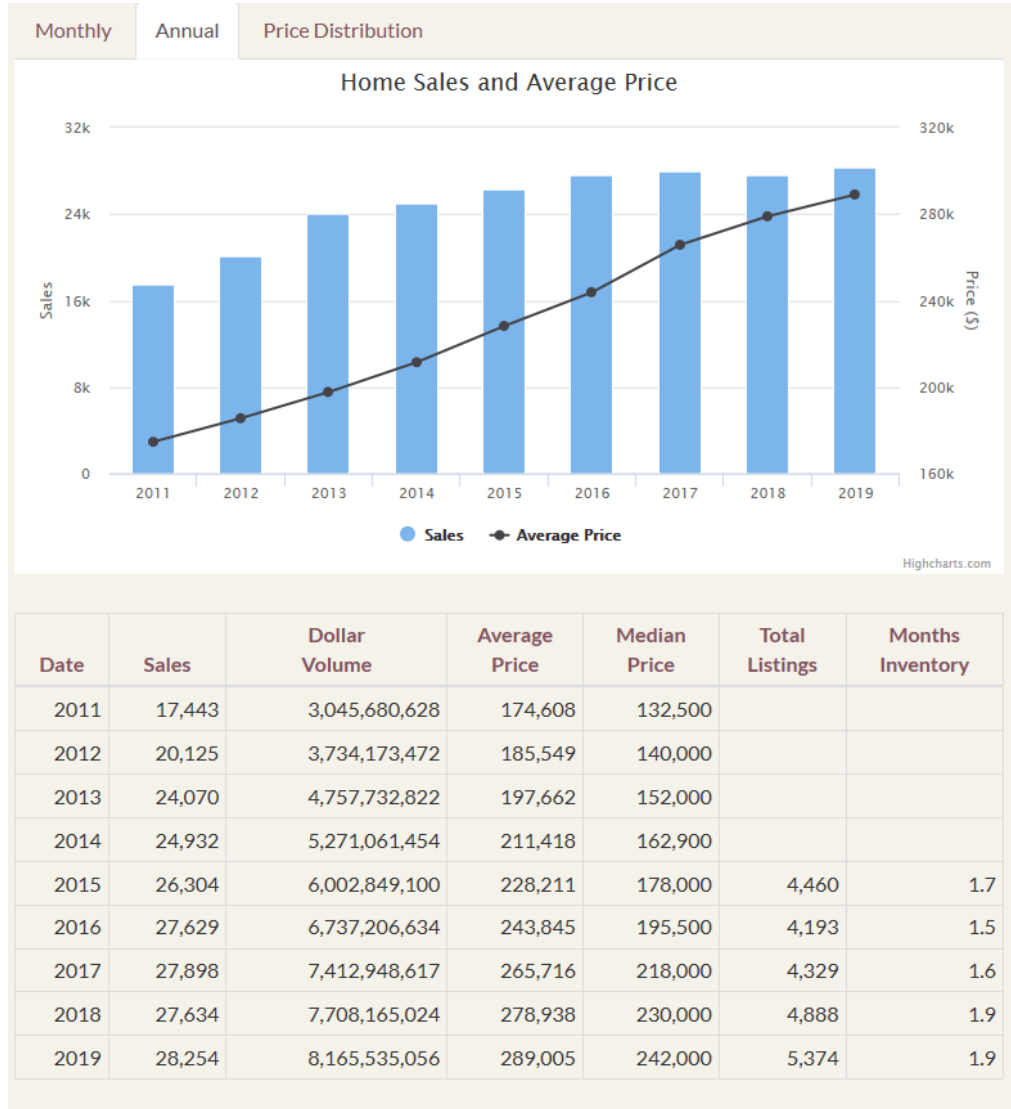 Monthly Annual Price Distribution
Home Sales and Average Price
32k 320k
24k 280k
Sales 16k 240k Price ($)
8k 200k
0 160k
2011 2012 2013 2014 2015 2016 2017 2018 2019
Sales Average Price
Highcharts.com
Date Sales Dollar Volume Average Price Median Price Total Listings Months Inventory
2011 17,443 3,045,680,628 174,608 132,500
2012 20,125 3,734,173,472 185,549 140,000
2013 24,070 4,757,732,822 197,662 152,000
2014 24,932 5,271,061,454 211,418 162,900
2015 26,304 6,002,849,100 228,211 178,000 4,460 1.7
2016 27,629 6,737,206,634 243,845 195,500 4,193 1.5
2017 27,898 7,412,948,617 265,716 218,000 4,329 1.6
2018 27,634 7,708,165,024 278,938 230,000 4,888 1.9
2019 28,254 8,165,535,056 289,005 242,000 5,374 1.9